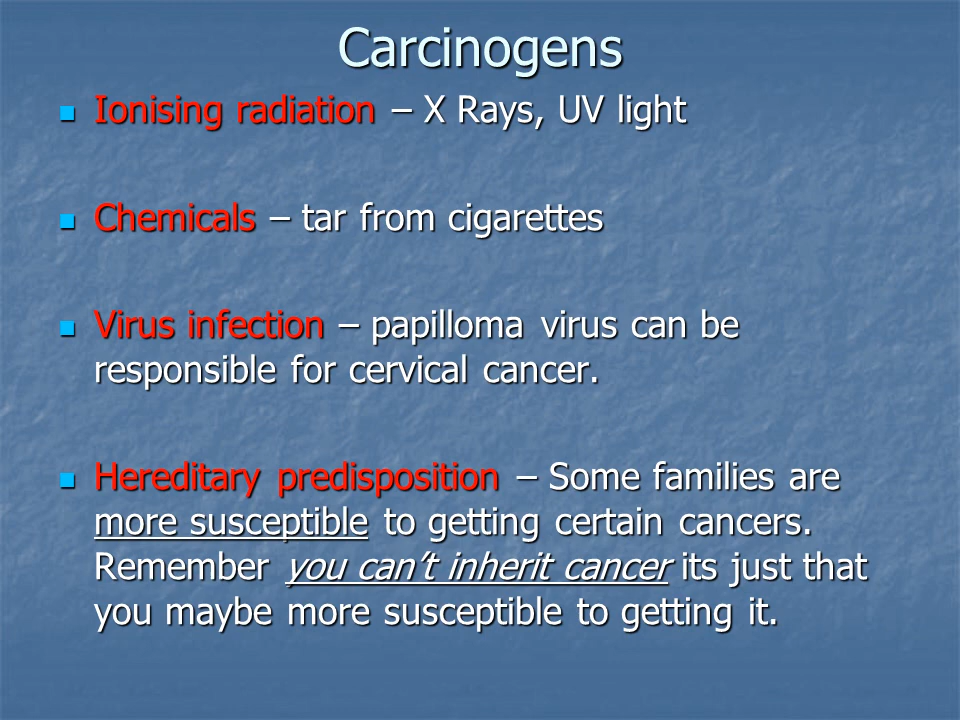 Carcinogens
Ionising radiation – X Rays, UV light
Chemicals – tar from cigarettes
Virus infection – papilloma virus can be
responsible for cervical cancer.
Hereditary predisposition – Some families are
more susceptible to getting certain cancers.
Remember you can't inherit cancer its just that
you maybe more susceptible to getting it.